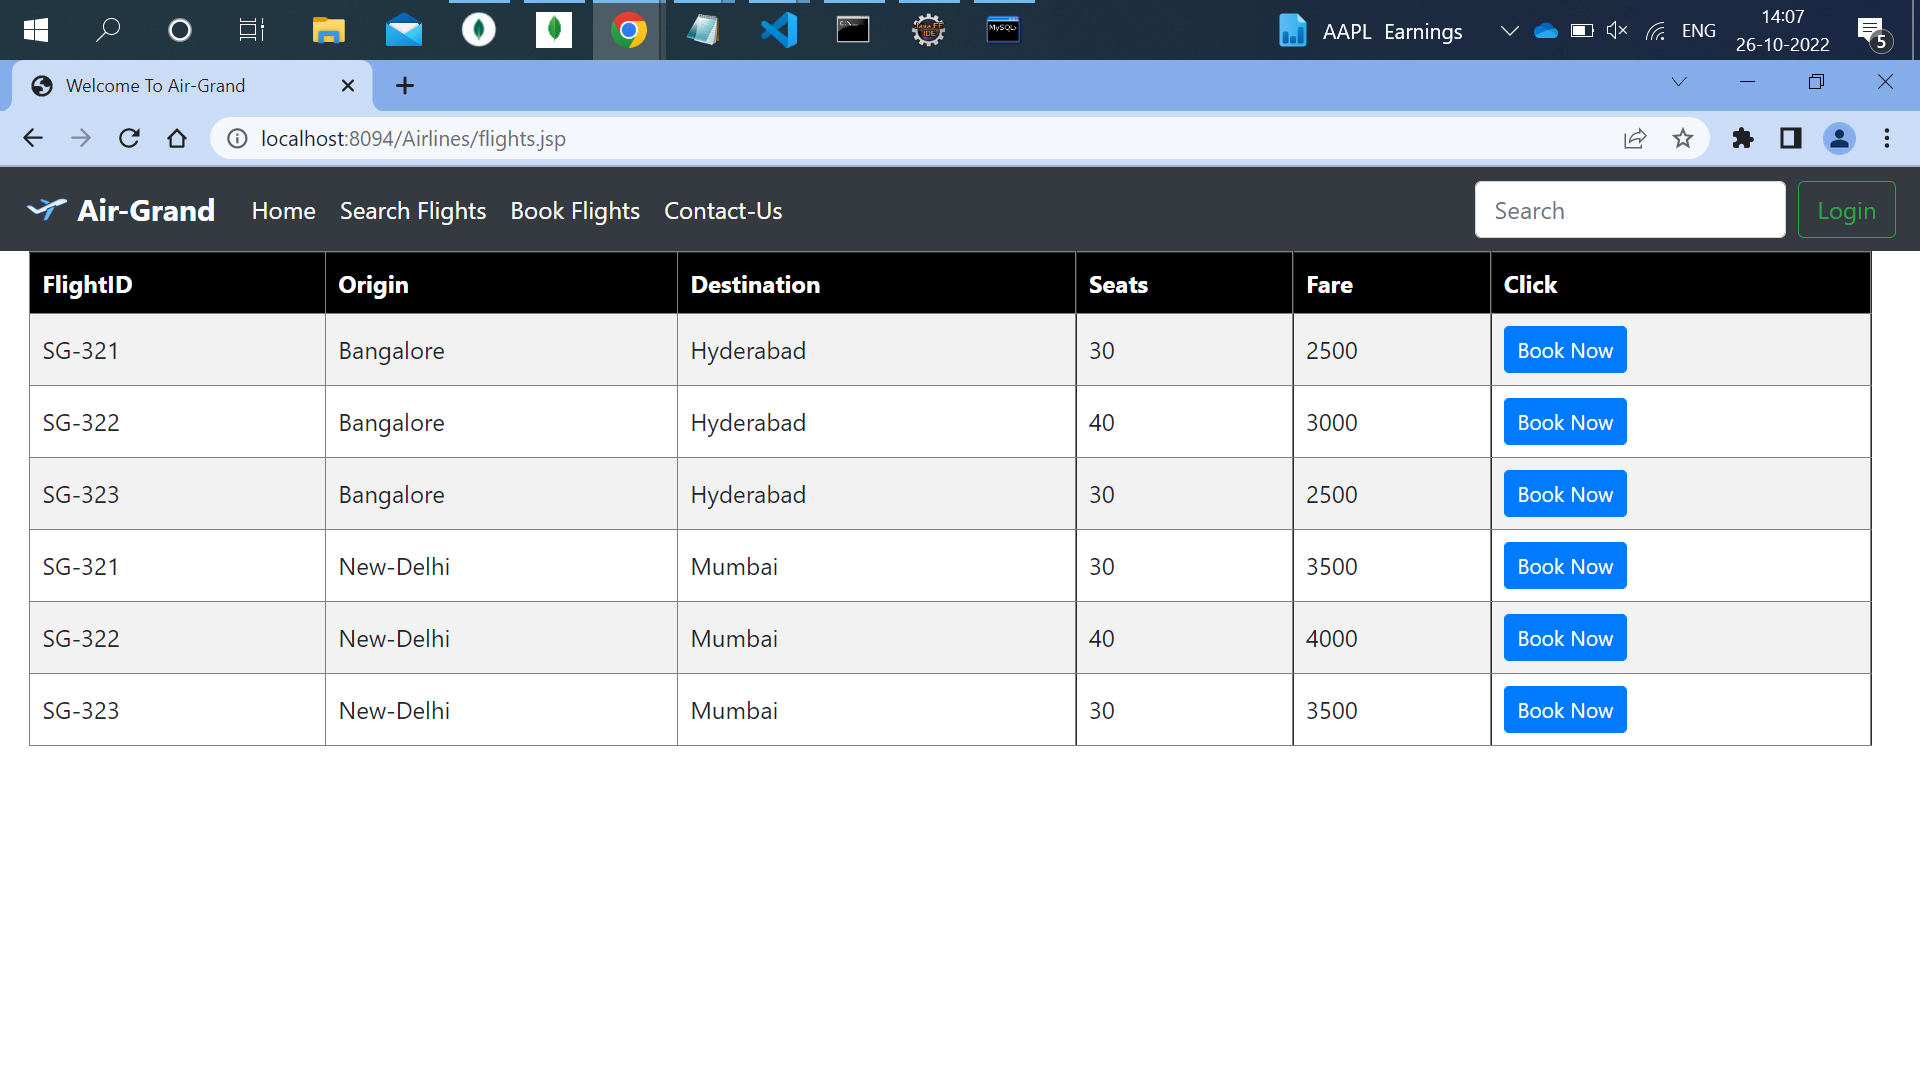 AAPL Earnings
ENG
14:07
26-10-2022
5
MySQL
Welcome To Air-Grand
localhost:8094/Airlines/flights.jsp
Air-Grand Home Search Flights Book Flights Contact-Us Search Login
FlightID Origin Destination Seats Fare Click
SG-321 Bangalore Hyderabad 30 2500 Book Now
SG-322 Bangalore Hyderabad 40 3000 Book Now
SG-323 Bangalore Hyderabad 30 2500 Book Now
SG-321 New-Delhi Mumbai 30 3500 Book Now
SG-322 New-Delhi Mumbai 40 4000 Book Now
SG-323 New-Delhi Mumbai 30 3500 Book Now